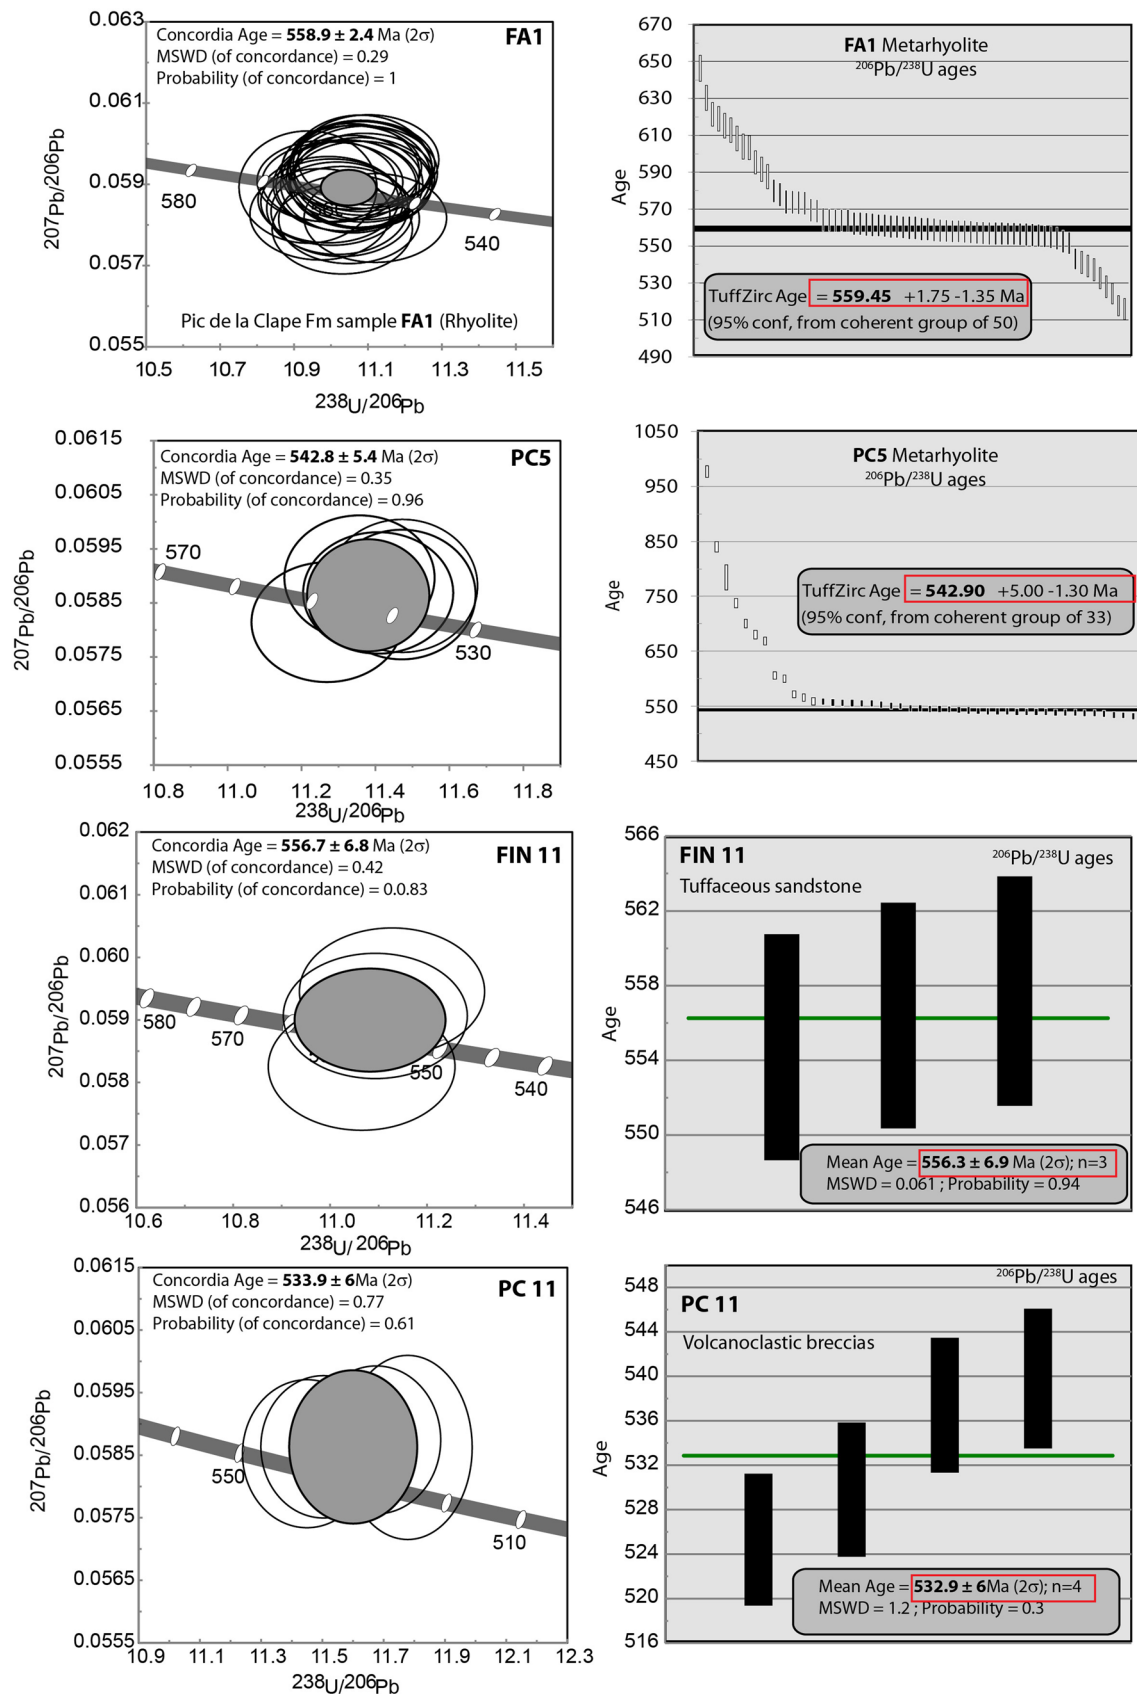 Concordia Age = 558.9 ± 2.4 Ma (2σ)
MSWD (of concordance) = 0.29
Probability (of concordance) = 1
FA1
0.063
0.061
0.059
0.057
0.055
207Pb/206Pb
580
540
Pic de la Clape Fm sample FA1 (Rhyolite)
10.5 10.7 10.9 11.1 11.3 11.5
238U/206Pb
FA1 Metarhyolite
206Pb/238U ages
670
650
630
610
590
570
550
530
510
490
Age
TuffZirc Age = 559.45 +1.75 -1.35 Ma
(95% conf, from coherent group of 50)
Concordia Age = 542.8 ± 5.4 Ma (2σ)
MSWD (of concordance) = 0.35
Probability (of concordance) = 0.96
PC5
0.0615
0.0605
0.0595
0.0585
0.0575
0.0565
0.0555
207Pb/206Pb
570
530
10.8 11.0 11.2 11.4 11.6 11.8
238U/206Pb
PC5 Metarhyolite
206Pb/238U ages
1050
950
850
750
650
550
450
Age
TuffZirc Age = 542.90 +5.00 -1.30 Ma
(95% conf, from coherent group of 33)
Concordia Age = 556.7 ± 6.8 Ma (2σ)
MSWD (of concordance) = 0.42
Probability (of concordance) = 0.0.83
FIN 11
0.062
0.061
0.060
0.059
0.058
0.057
0.056
207Pb/206Pb
580
570
550
540
10.6 10.8 11.0 11.2 11.4
238U/206Pb
FIN 11
206Pb/238U ages
Tuffaceous sandstone
566
562
558
554
550
546
Age
Mean Age = 556.3 ± 6.9 Ma (2σ); n=3
MSWD = 0.061 ; Probability = 0.94
Concordia Age = 533.9 ± 6Ma (2σ)
MSWD (of concordance) = 0.77
Probability (of concordance) = 0.61
PC 11
0.0615
0.0605
0.0595
0.0585
0.0575
0.0565
0.0555
207Pb/206Pb
550
510
10.9 11.1 11.3 11.5 11.7 11.9 12.1 12.3
238U/206Pb
206Pb/238U ages
PC 11
Volcanoclastic breccias
548
544
540
536
532
528
524
520
516
Age
Mean Age = 532.9 ± 6Ma (2σ); n=4
MSWD = 1.2 ; Probability = 0.3